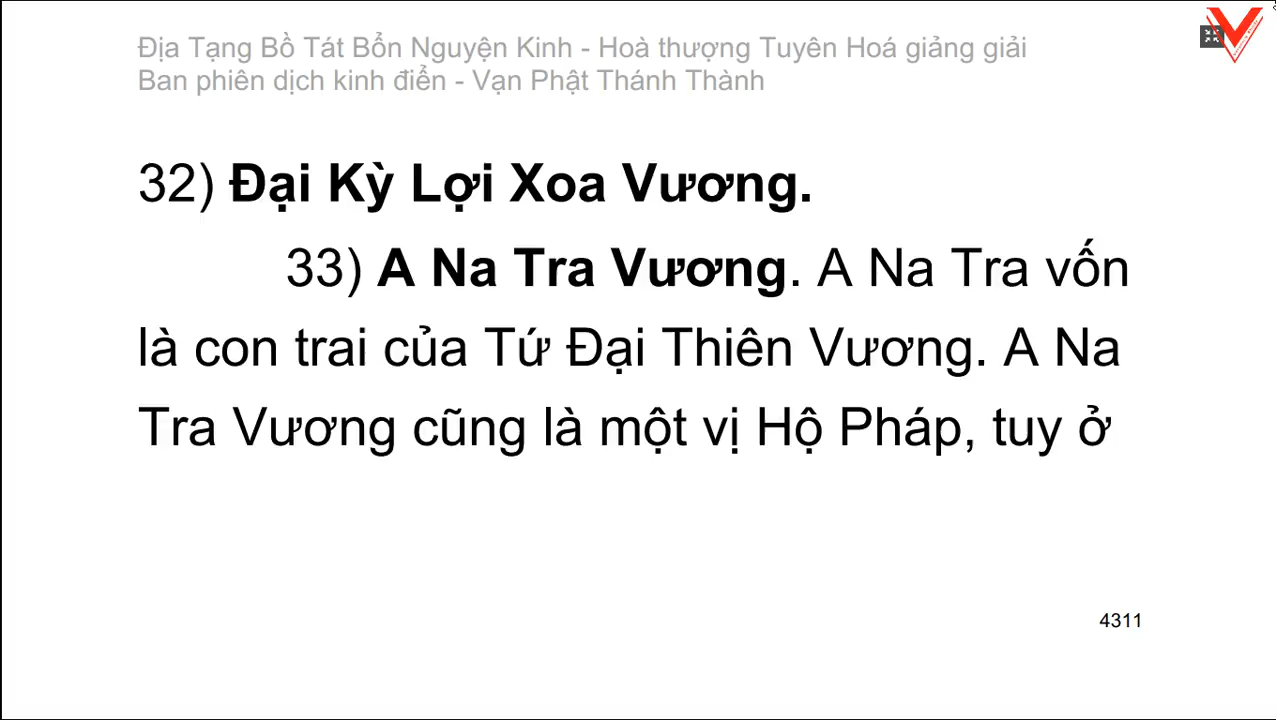 Địa Tạng Bồ Tát Bổn Nguyện Kinh - Hoà thượng Tuyên Hoá giảng giải
Ban phiên dịch kinh điển - Vạn Phật Thánh Thành
32) Đại Kỳ Lợi Xoa Vương.
33) A Na Tra Vương. A Na Tra vốn
là con trai của Tứ Đại Thiên Vương. A Na
Tra Vương cũng là một vị Hộ Pháp, tuy ở
4311